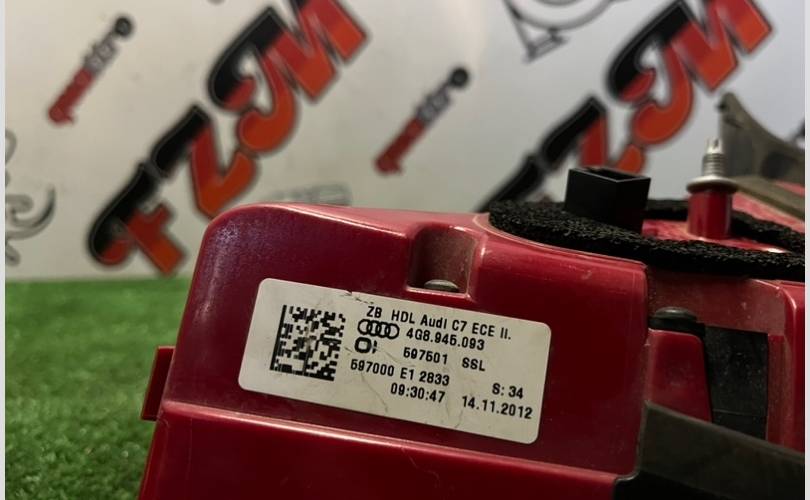 FZM
FZM
ZB HDL Audi C7 ECE II.
4G8.945.093
597501 SSL
597000 E1 2833 S: 34
09:30:47 14.11.2012